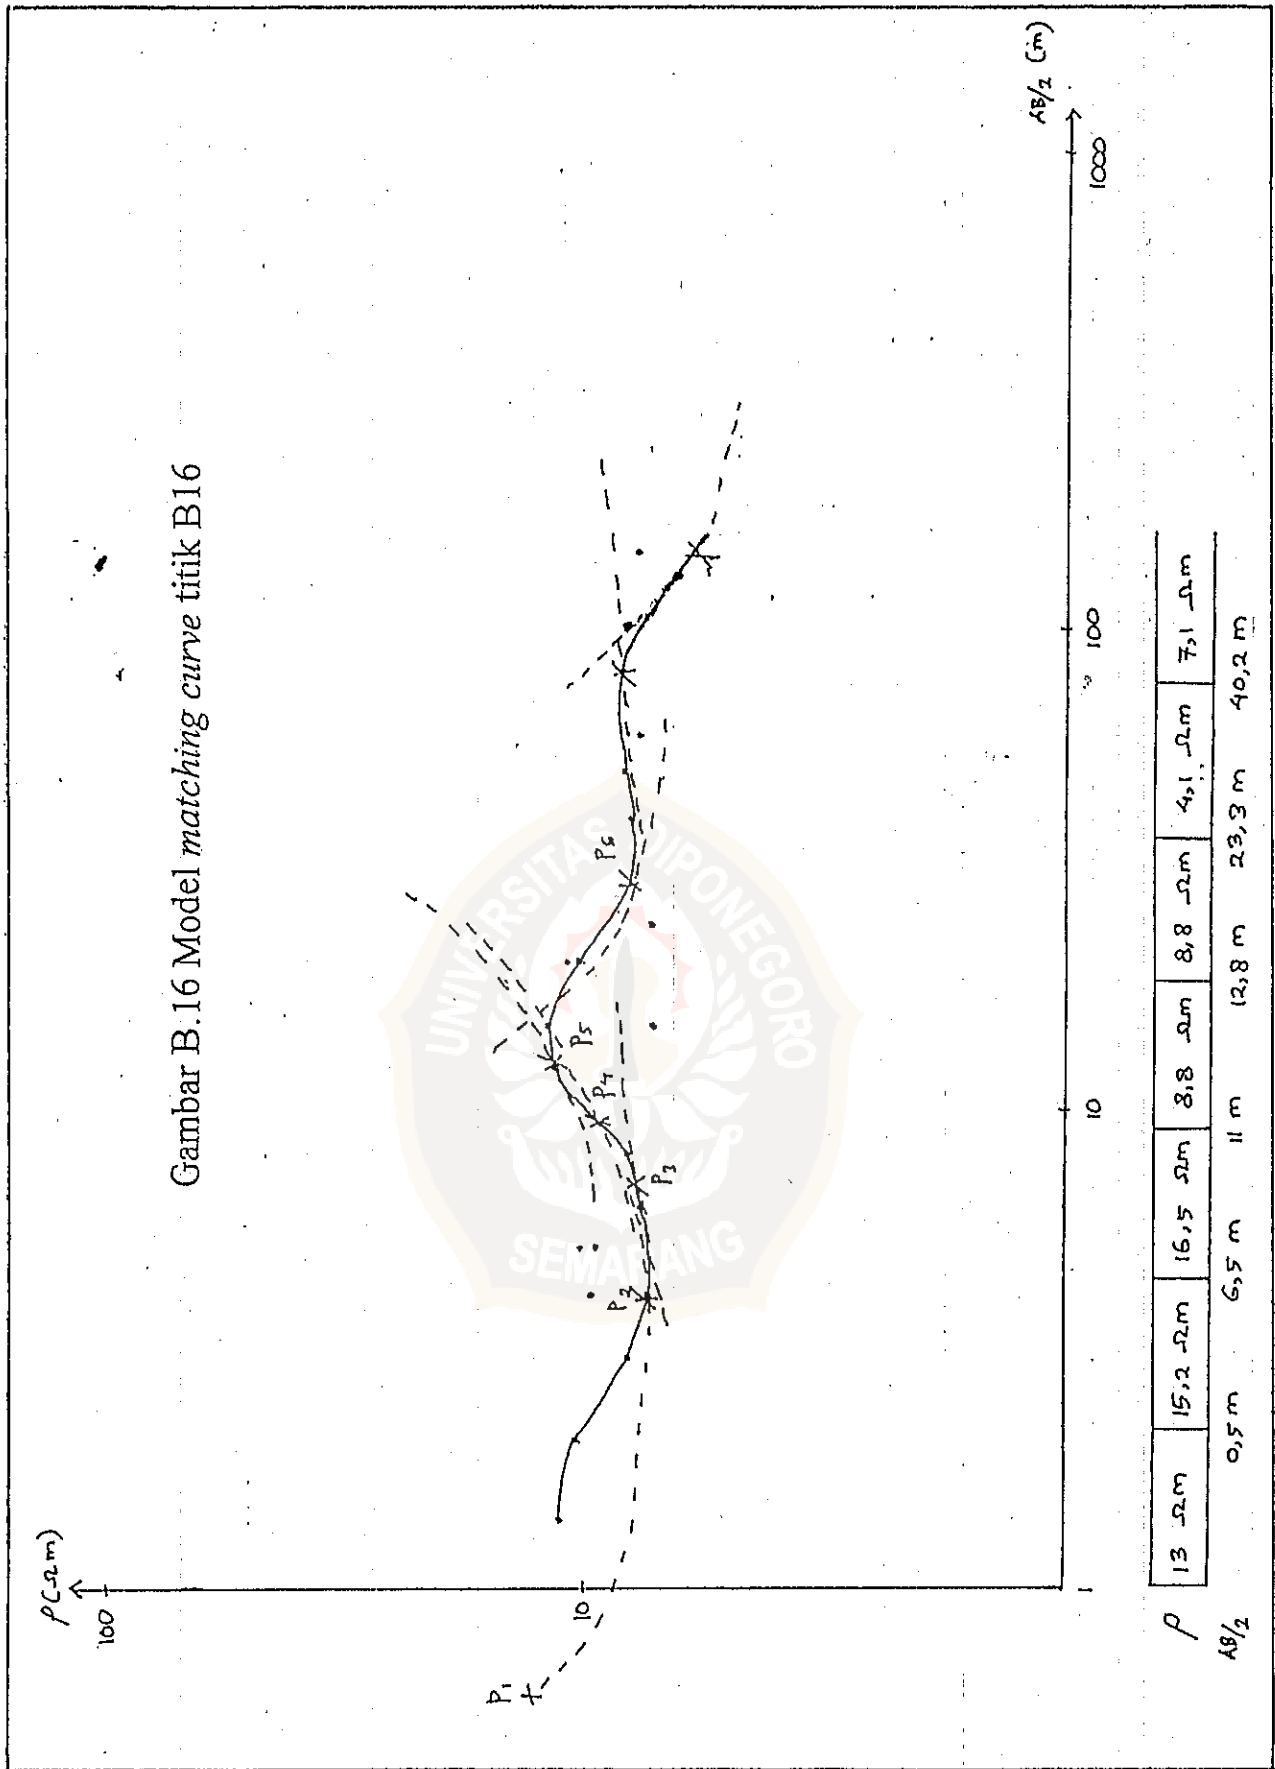 Gambar B.16 Model matching curve titik B16
ρ(Ωm)
100
10
1
10
100
1000
AB/2 (m)
P1
P2
P3
P4
P5
P6
UNIVERSITAS DIPONEGORO
SEMARANG
ρ 13 Ωm 15,2 Ωm 16,5 Ωm 8,8 Ωm 8,8 Ωm 4,1 Ωm 7,1 Ωm
AB/2 0,5 m 6,5 m 11 m 12,8 m 23,3 m 40,2 m